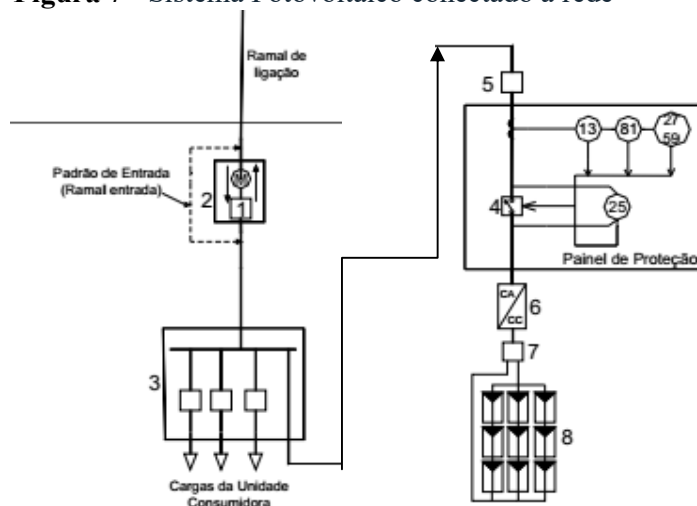 Figura 7 - Sistema Fotovoltaico conectado à rede
Ramal de
ligação
Padrão de Entrada
(Ramal entrada)
2
1
3
Cargas da Unidade
Consumidora
5
13
81
27
59
4
25
Painel de Proteção
CA
CC
6
7
8